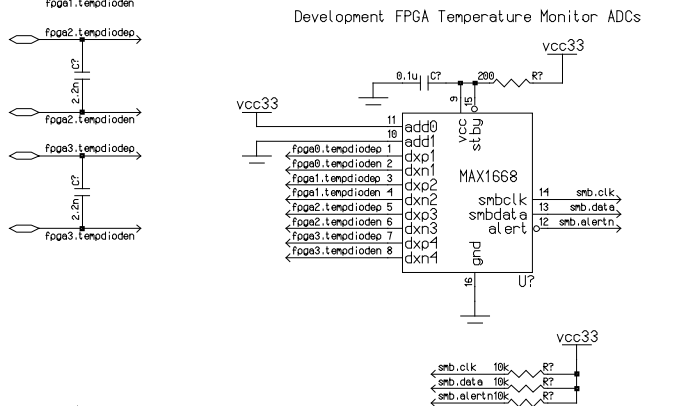 fpga1.tempdioden
Development FPGA Temperature Monitor ADCs
fpga2.tempdiodep
C?
2.2n
fpga2.tempdioden
fpga3.tempdiodep
C?
2.2n
fpga3.tempdioden
vcc33
0.1u C? 200 R?
vcc33
9 15
vcc stby
11 add0
10 add1
fpga0.tempdiodep 1 dxp1
fpga0.tempdioden 2 dxn1
fpga1.tempdiodep 3 dxp2
fpga1.tempdioden 4 dxn2
fpga2.tempdiodep 5 dxp3
fpga2.tempdioden 6 dxn3
fpga3.tempdiodep 7 dxp4
fpga3.tempdioden 8 dxn4
MAX1668
smbclk 14 smb.clk
smbdata 13 smb.data
alert 12 smb.alertn
gnd
16
U?
vcc33
smb.clk 10k R?
smb.data 10k R?
smb.alertn 10k R?